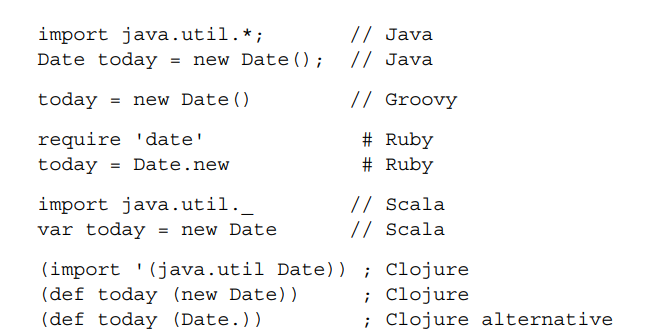 import java.util.*;       // Java
Date today = new Date();  // Java
today = new Date()        // Groovy
require 'date'             # Ruby
today = Date.new           # Ruby
import java.util._        // Scala
var today = new Date      // Scala
(import '(java.util Date)) ; Clojure
(def today (new Date))     ; Clojure
(def today (Date.))        ; Clojure alternative